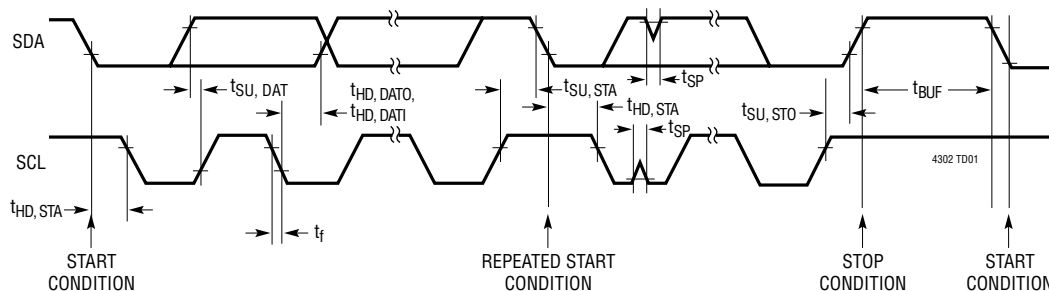 SDA
tSU, DAT
tHD, DATO,
tHD, DATI
tSU, STA
tHD, STA
tSP
tSP
tSU, STO
tBUF
SCL
4302 TD01
tHD, STA
tf
START
CONDITION
REPEATED START
CONDITION
STOP
CONDITION
START
CONDITION